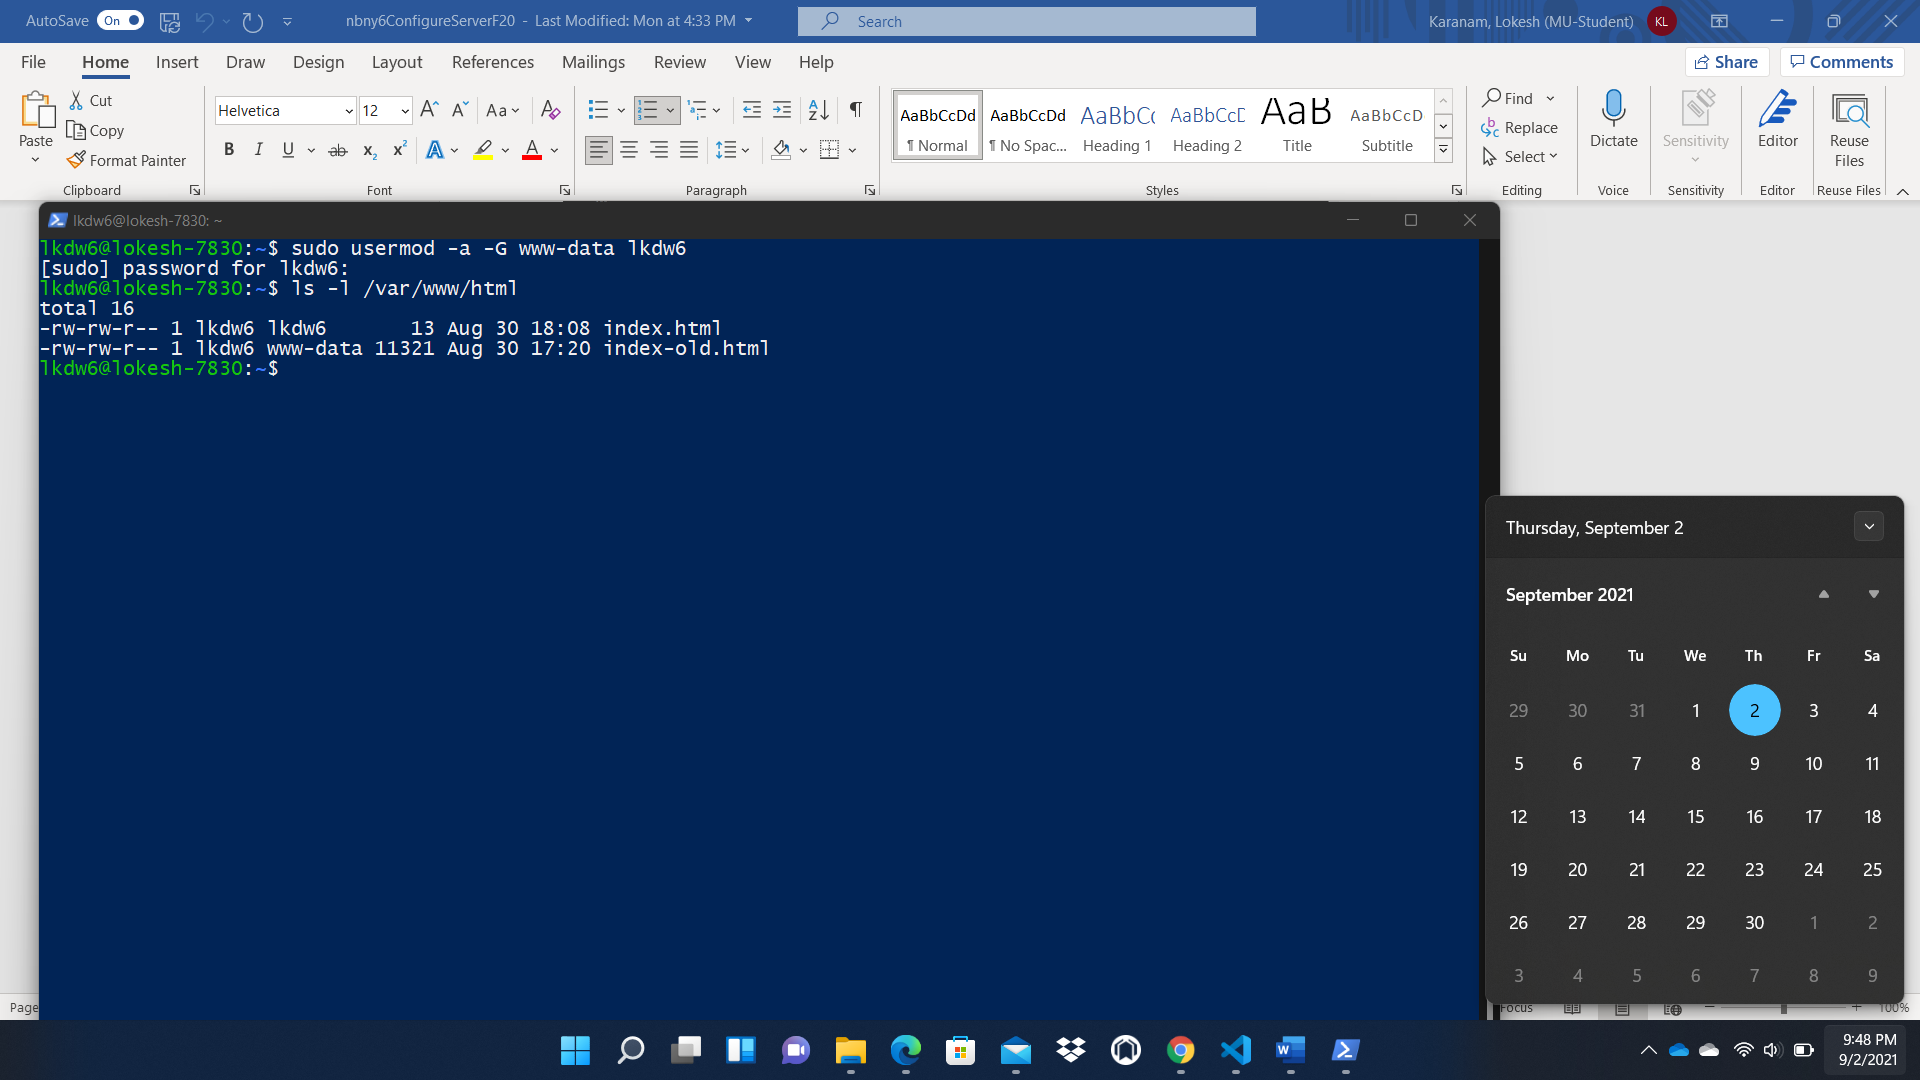 AutoSave On nbny6ConfigureServerF20 - Last Modified: Mon at 4:33 PM Search Karanam, Lokesh (MU-Student) KL
File Home Insert Draw Design Layout References Mailings Review View Help Share Comments
Paste Cut Copy Format Painter
Clipboard
Helvetica 12
Font
Paragraph
AaBbCcDd AaBbCcDd AaBbCc AaBbCcD AaB AaBbCcD
¶ Normal ¶ No Spac... Heading 1 Heading 2 Title Subtitle
Styles
Find
Replace
Select
Editing
Dictate
Voice
Sensitivity
Sensitivity
Editor
Editor
Reuse
Files
Reuse Files
lkdw6@lokesh-7830: ~
lkdw6@lokesh-7830:~$ sudo usermod -a -G www-data lkdw6
[sudo] password for lkdw6:
lkdw6@lokesh-7830:~$ ls -l /var/www/html
total 16
-rw-rw-r-- 1 lkdw6 lkdw6       13 Aug 30 18:08 index.html
-rw-rw-r-- 1 lkdw6 www-data 11321 Aug 30 17:20 index-old.html
lkdw6@lokesh-7830:~$
Thursday, September 2
September 2021
Su Mo Tu We Th Fr Sa
29 30 31 1 2 3 4
5 6 7 8 9 10 11
12 13 14 15 16 17 18
19 20 21 22 23 24 25
26 27 28 29 30 1 2
3 4 5 6 7 8 9
Page Focus 100%
9:48 PM
9/2/2021